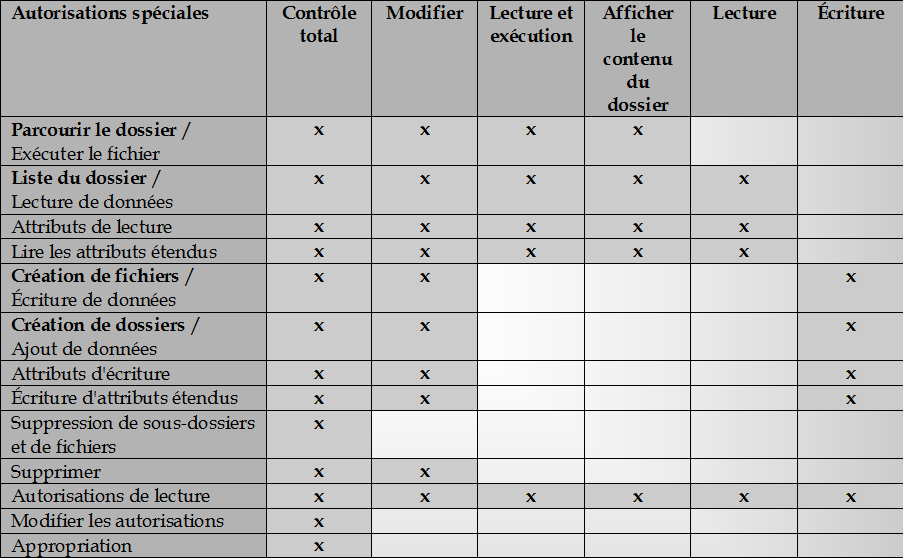 Autorisations spéciales Contrôle total Modifier Lecture et exécution Afficher le contenu du dossier Lecture Écriture
Parcourir le dossier / x x x x
Exécuter le fichier
Liste du dossier / x x x x x
Lecture de données
Attributs de lecture x x x x x
Lire les attributs étendus x x x x x
Création de fichiers / x x x
Écriture de données
Création de dossiers / x x x
Ajout de données
Attributs d'écriture x x x
Écriture d'attributs étendus x x x
Suppression de sous-dossiers x
et de fichiers
Supprimer x x
Autorisations de lecture x x x x x x
Modifier les autorisations x
Appropriation x